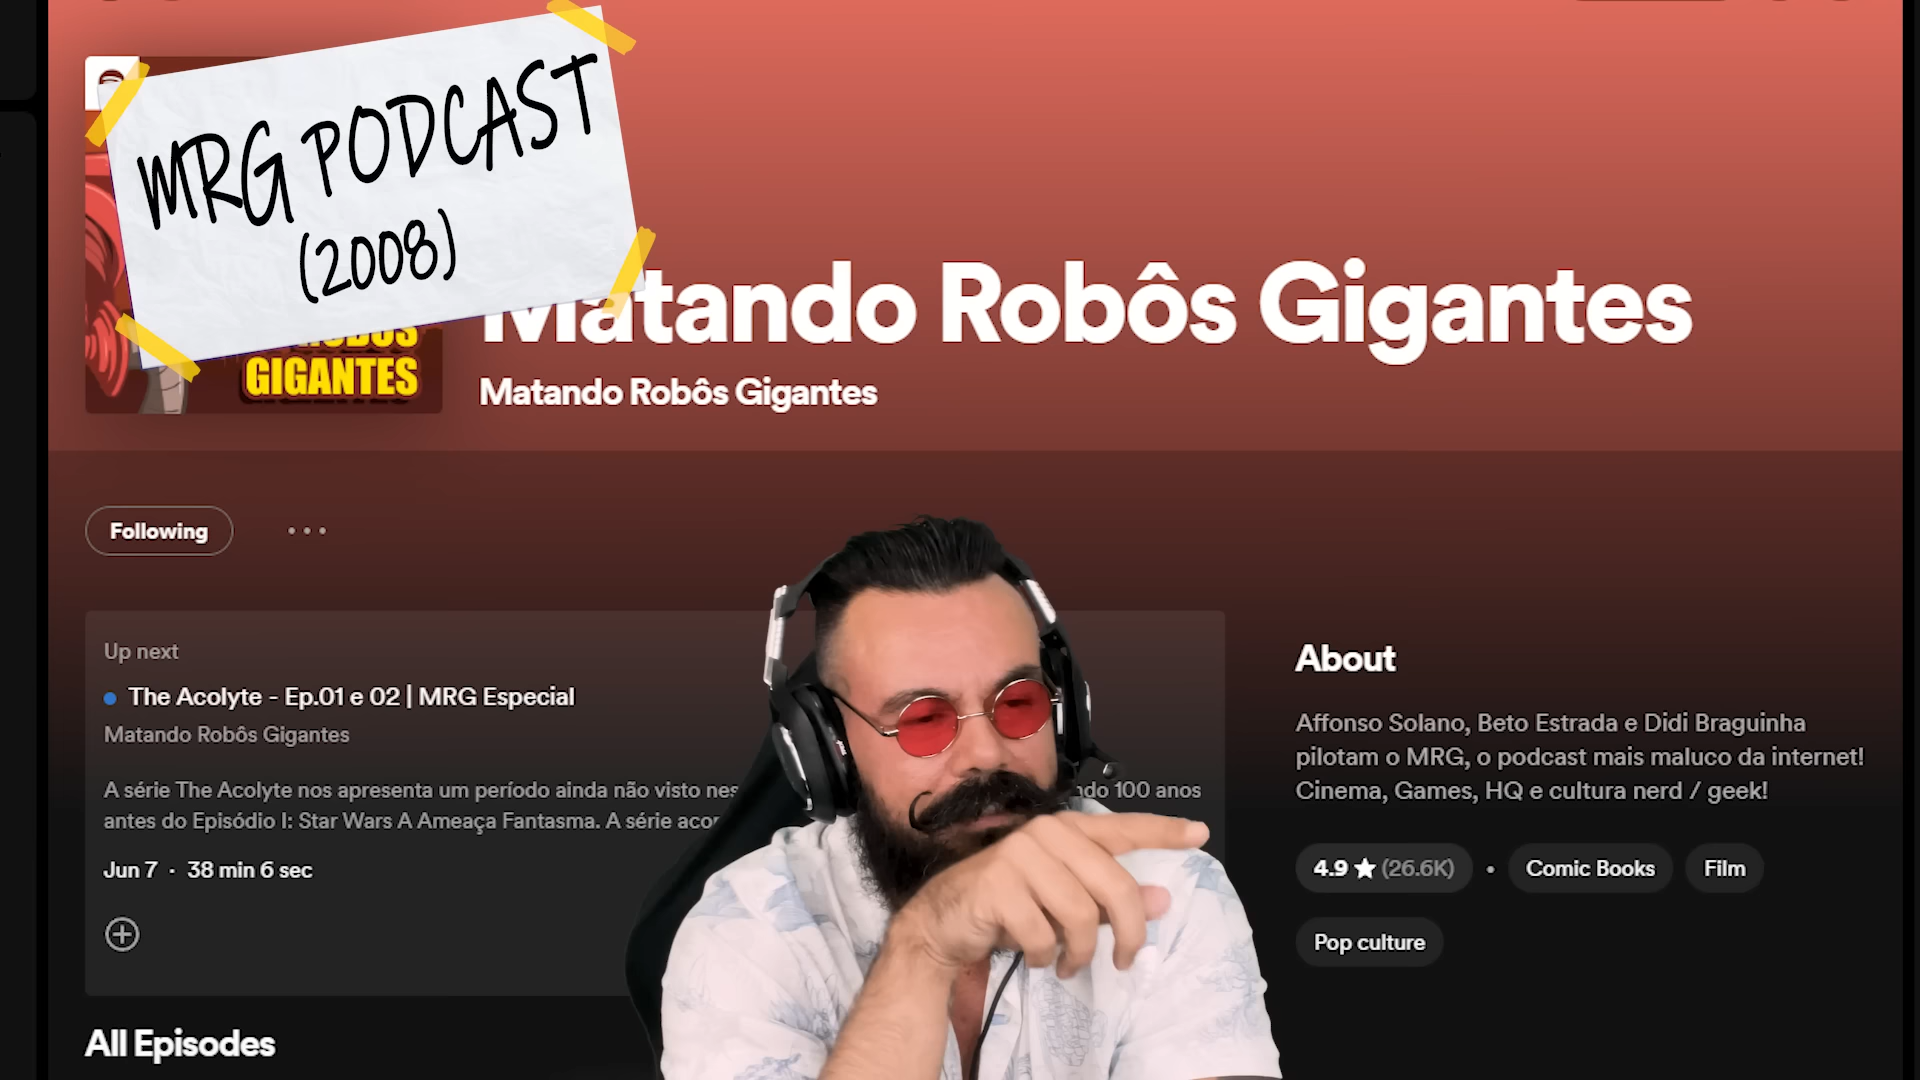 MRG PODCAST
(2008)
GIGANTES
Matando Robôs Gigantes
Matando Robôs Gigantes
Following
Up next
The Acolyte - Ep.01 e 02 | MRG Especial
Matando Robôs Gigantes
A série The Acolyte nos apresenta um período ainda não visto 100 anos
antes do Episódio I: Star Wars A Ameaça Fantasma. A série
Jun 7 · 38 min 6 sec
All Episodes
About
Affonso Solano, Beto Estrada e Didi Braguinha
pilotam o MRG, o podcast mais maluco da internet!
Cinema, Games, HQ e cultura nerd / geek!
4.9 ★ (26.6K) • Comic Books Film
Pop culture